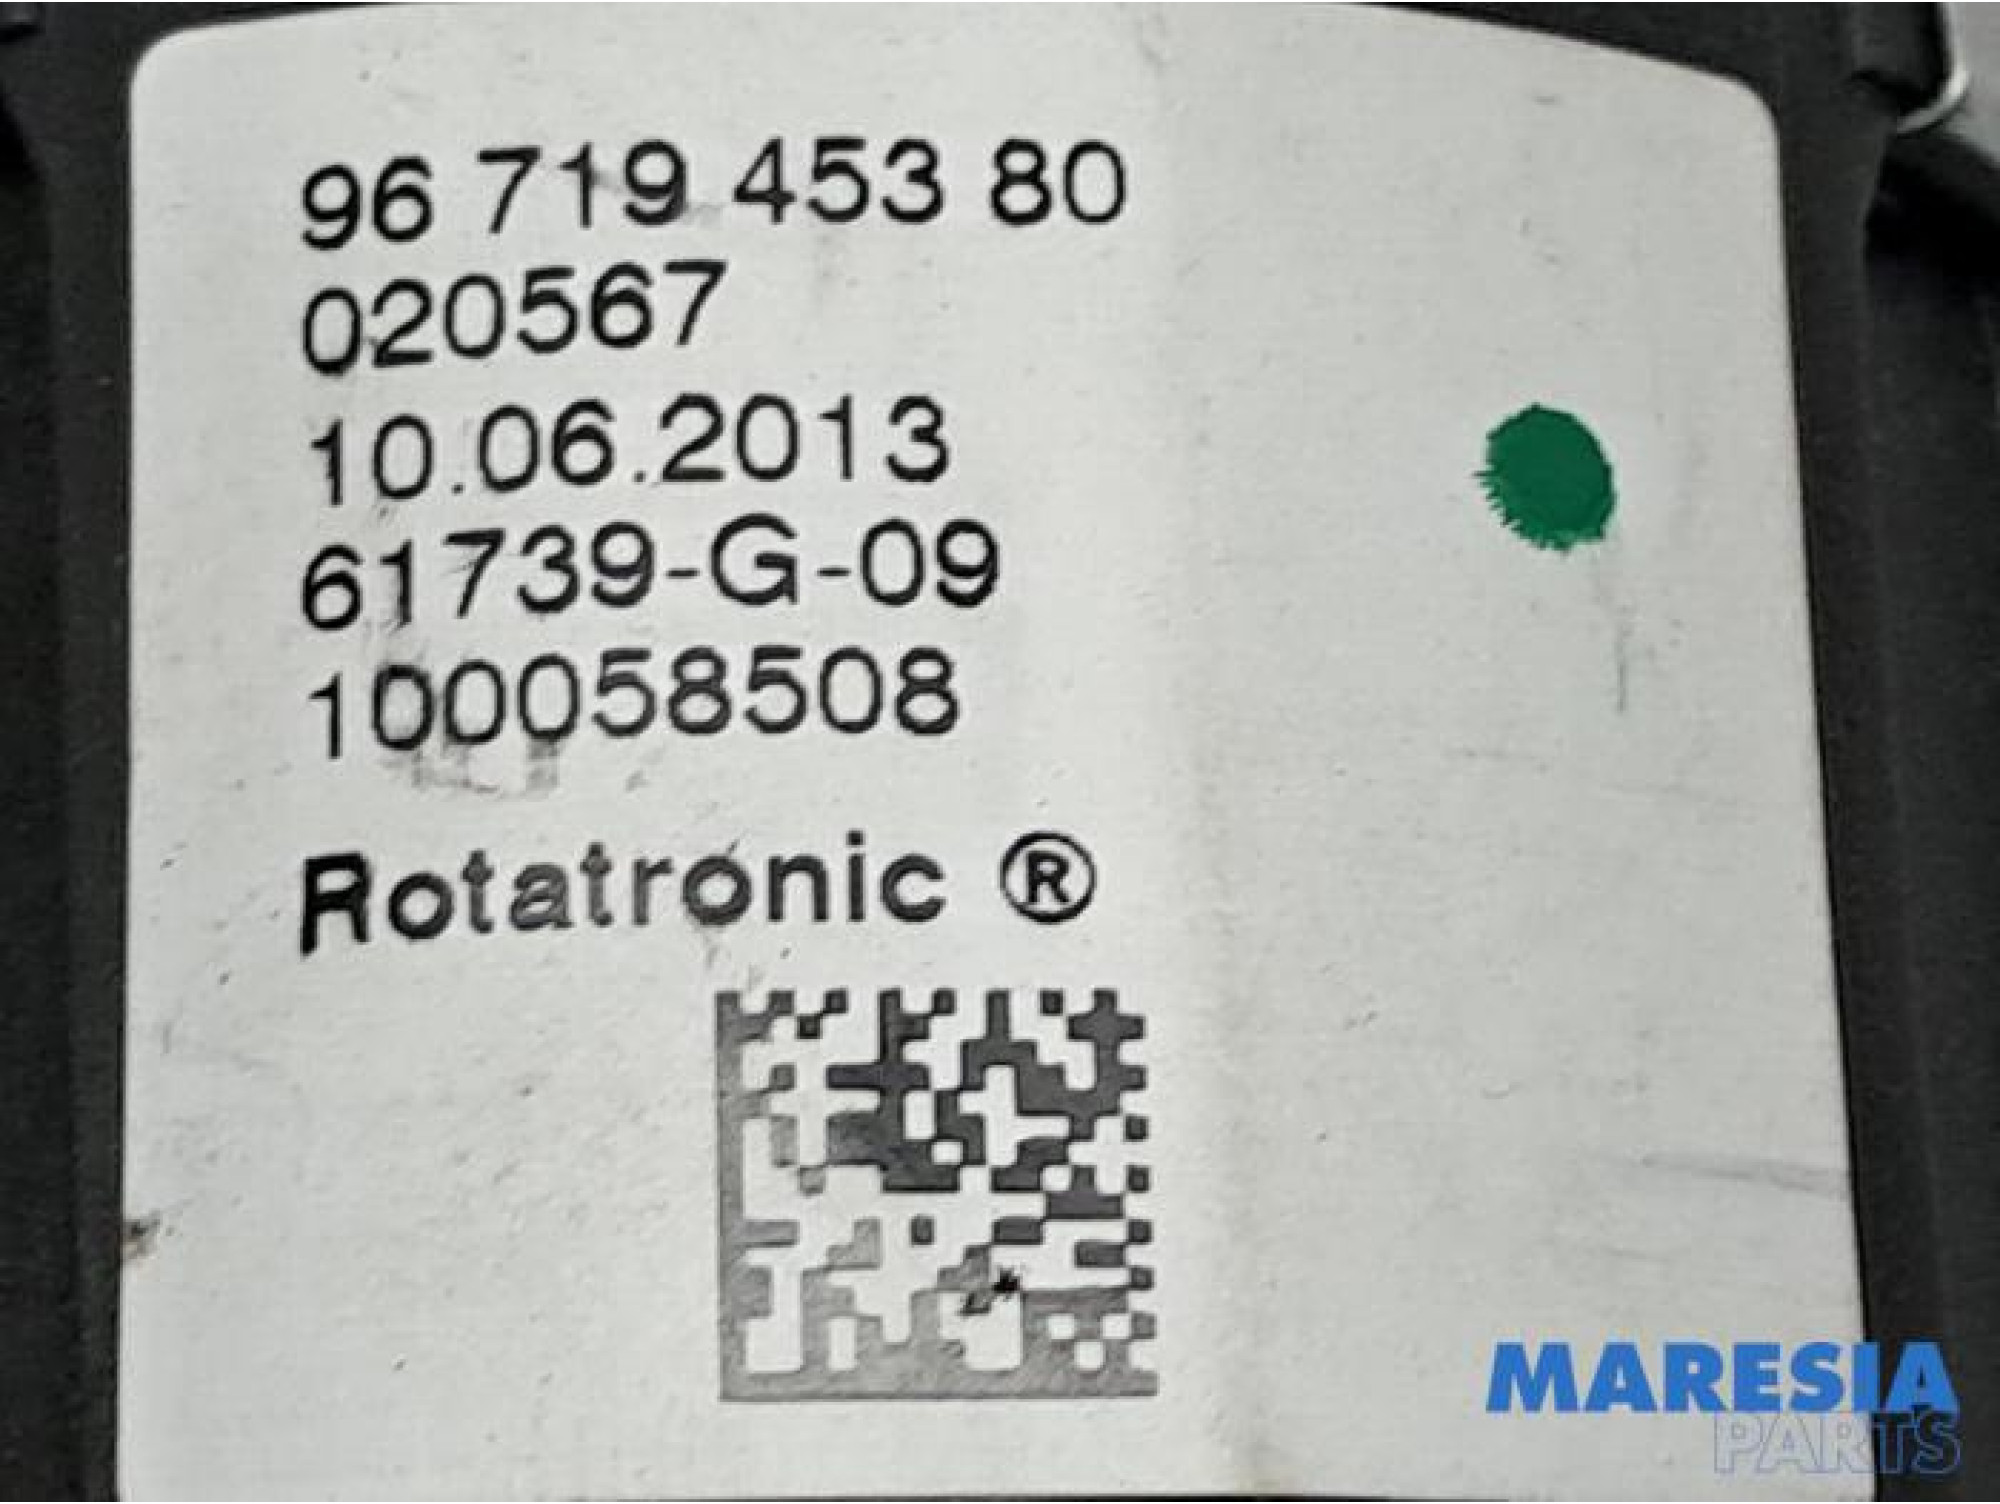 96 719 453 80
020567
10.06.2013
61739-G-09
100058508
Rotatronic ®
MARESIA
PARTS